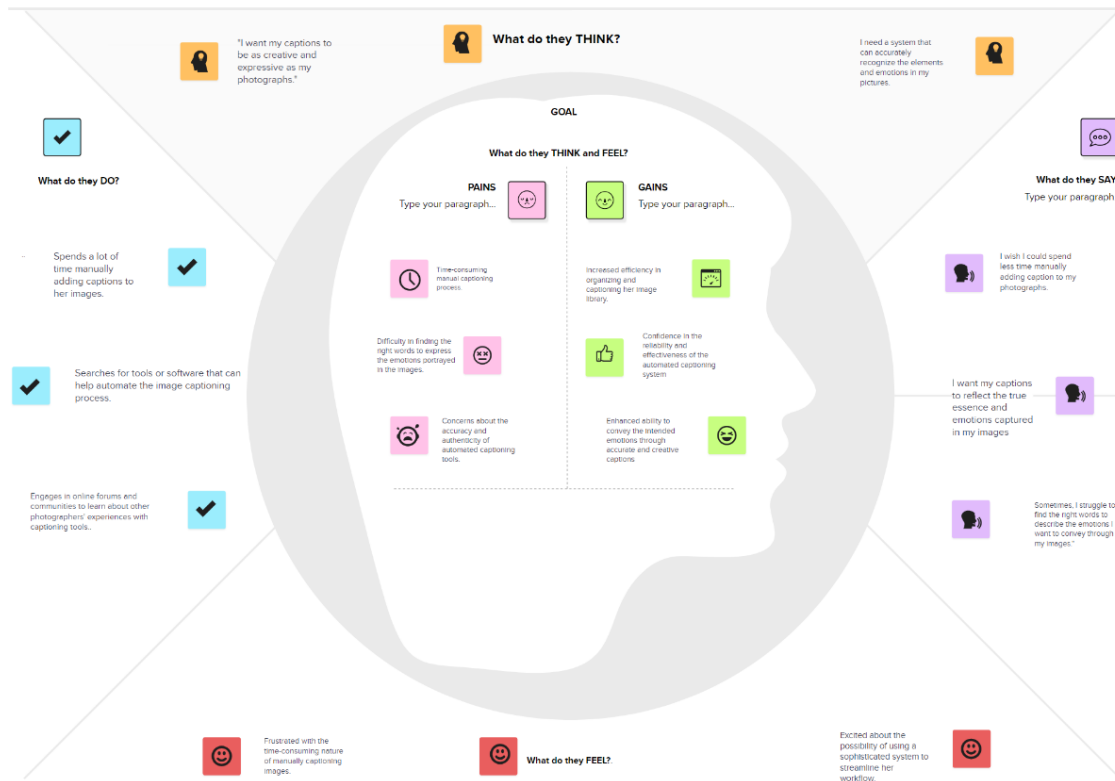 "I want my captions to
be as creative and
expressive as my
photographs."
What do they THINK?
I need a system that
can accurately
recognize the elements
and emotions in my
pictures.
GOAL
What do they THINK and FEEL?
PAINS
Type your paragraph...
GAINS
Type your paragraph...
What do they DO?
Spends a lot of
time manually
adding captions to
her images.
Searches for tools or software that can
help automate the image captioning
process.
Engages in online forums and
communities to learn about other
photographers' experiences with
captioning tools..
Time-consuming
manual captioning
process.
Difficulty in finding the
right words to express
the emotions portrayed
in the images.
Concerns about the
accuracy and
authenticity of
automated captioning
tools.
Increased efficiency in
organizing and
captioning her image
library.
Confidence in the
reliability and
effectiveness of the
automated captioning
system
Enhanced ability to
convey the intended
emotions through
accurate and creative
captions
What do they SAY
Type your paragraph
I wish I could spend
less time manually
adding caption to my
photographs.
I want my captions
to reflect the true
essence and
emotions captured
in my images
Sometimes, I struggle to
find the right words to
describe the emotions I
want to convey through
my images."
Frustrated with the
time-consuming nature
of manually captioning
images.
What do they FEEL?
Excited about the
possibility of using a
sophisticated system to
streamline her
workflow.